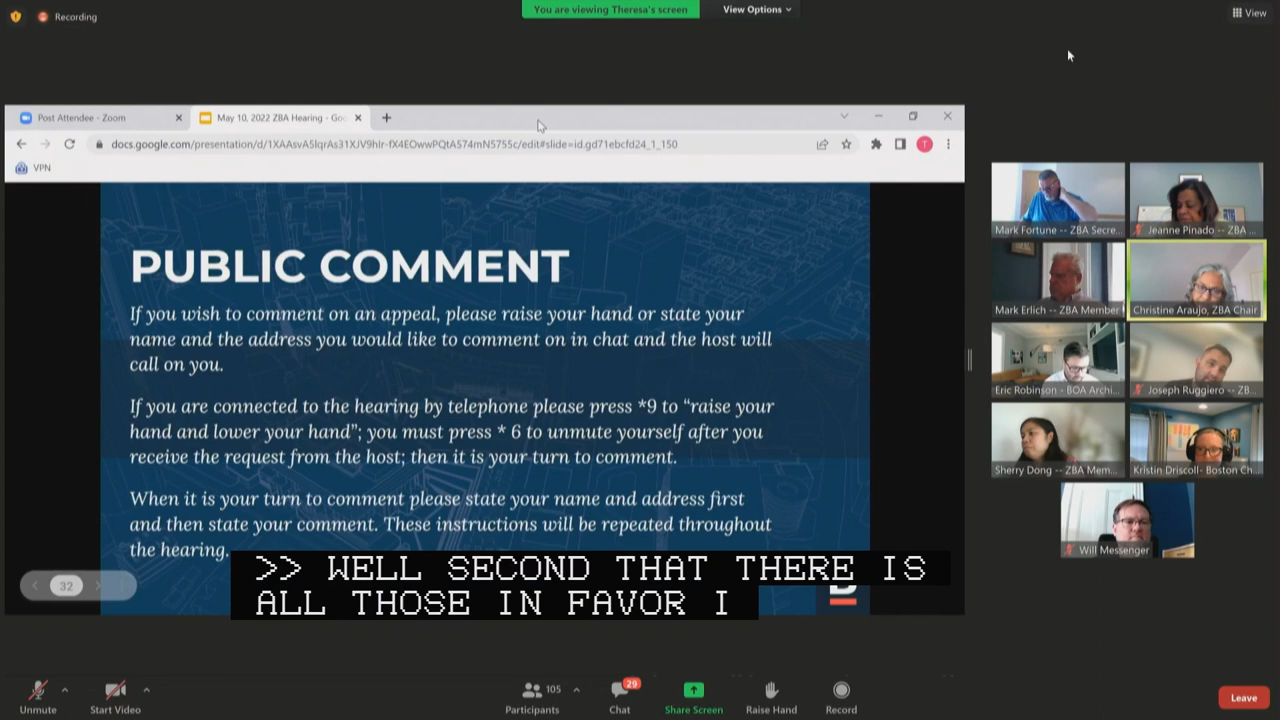 Recording
You are viewing Theresa's screen
View Options
View
Post Attendee - Zoom
May 10, 2022 ZBA Hearing - Goo
docs.google.com/presentation/d/1XAAsvA5lqrAs31XJV9hIr-fX4EOwwPQtA574mN5755c/edit#slide=id.gd71ebcfd24_1_150
T
VPN
PUBLIC COMMENT
If you wish to comment on an appeal, please raise your hand or state your
name and the address you would like to comment on in chat and the host will
call on you.
If you are connected to the hearing by telephone please press *9 to “raise your
hand and lower your hand”; you must press * 6 to unmute yourself after you
receive the request from the host; then it is your turn to comment.
When it is your turn to comment please state your name and address first
and then state your comment. These instructions will be repeated throughout
the hearing.
32
>> WELL SECOND THAT THERE IS
ALL THOSE IN FAVOR I
Mark Fortune -- ZBA Secre...
Jeanne Pinado -- ZBA ...
Mark Erlich -- ZBA Member
Christine Araujo, ZBA Chair
Eric Robinson -- BOA Archi...
Joseph Ruggiero -- ZB...
Sherry Dong -- ZBA Mem...
Kristin Driscoll- Boston Ch...
Will Messenger
Unmute
Start Video
105
Participants
29
Chat
Share Screen
Raise Hand
Record
Leave